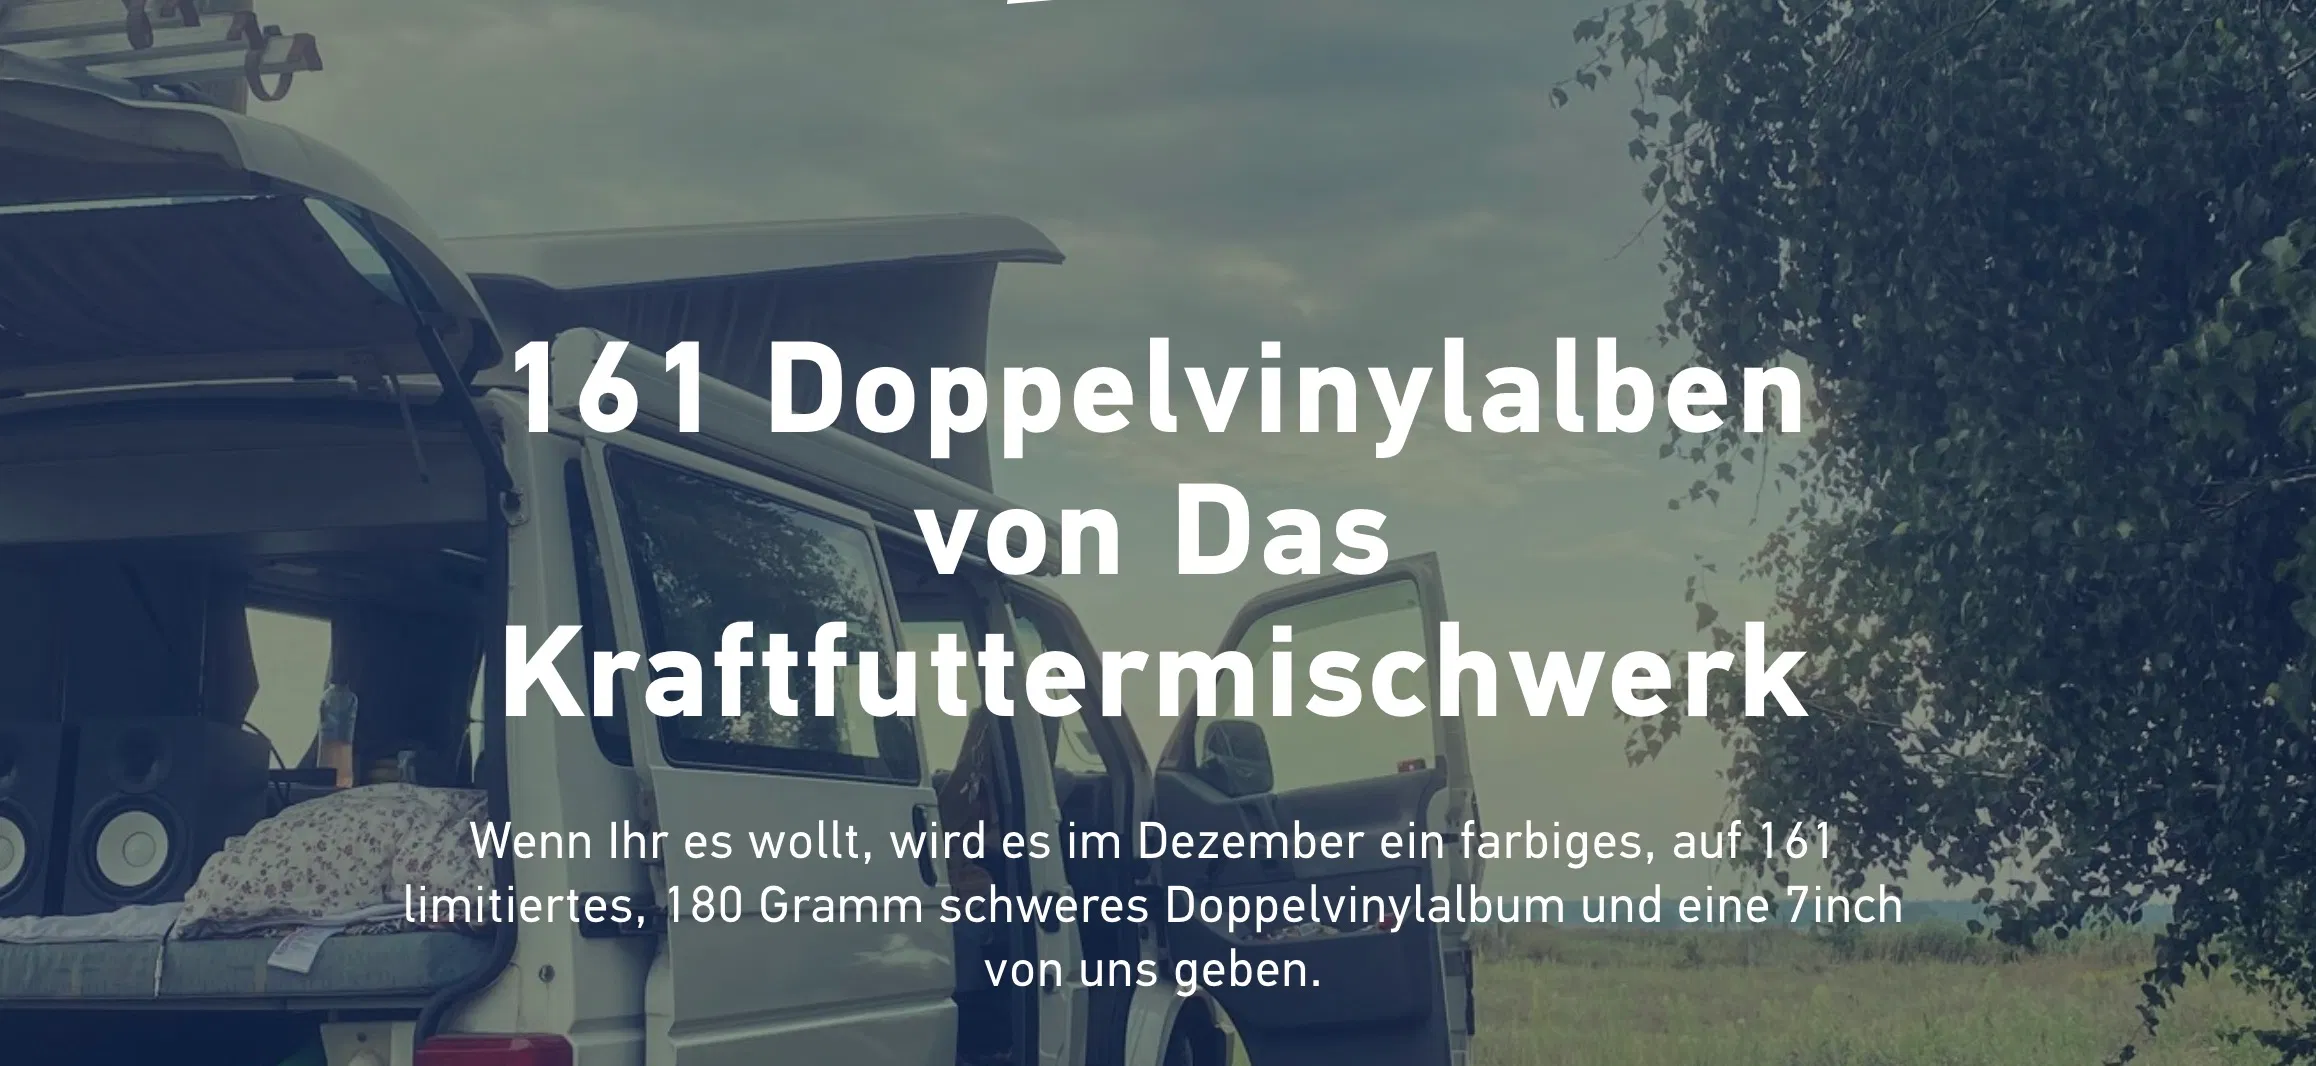 161 Doppelvinylalben
von Das
Kraftfuttermischwerk
Wenn Ihr es wollt, wird es im Dezember ein farbiges, auf 161
limitiertes, 180 Gramm schweres Doppelvinylalbum und eine 7inch
von uns geben.